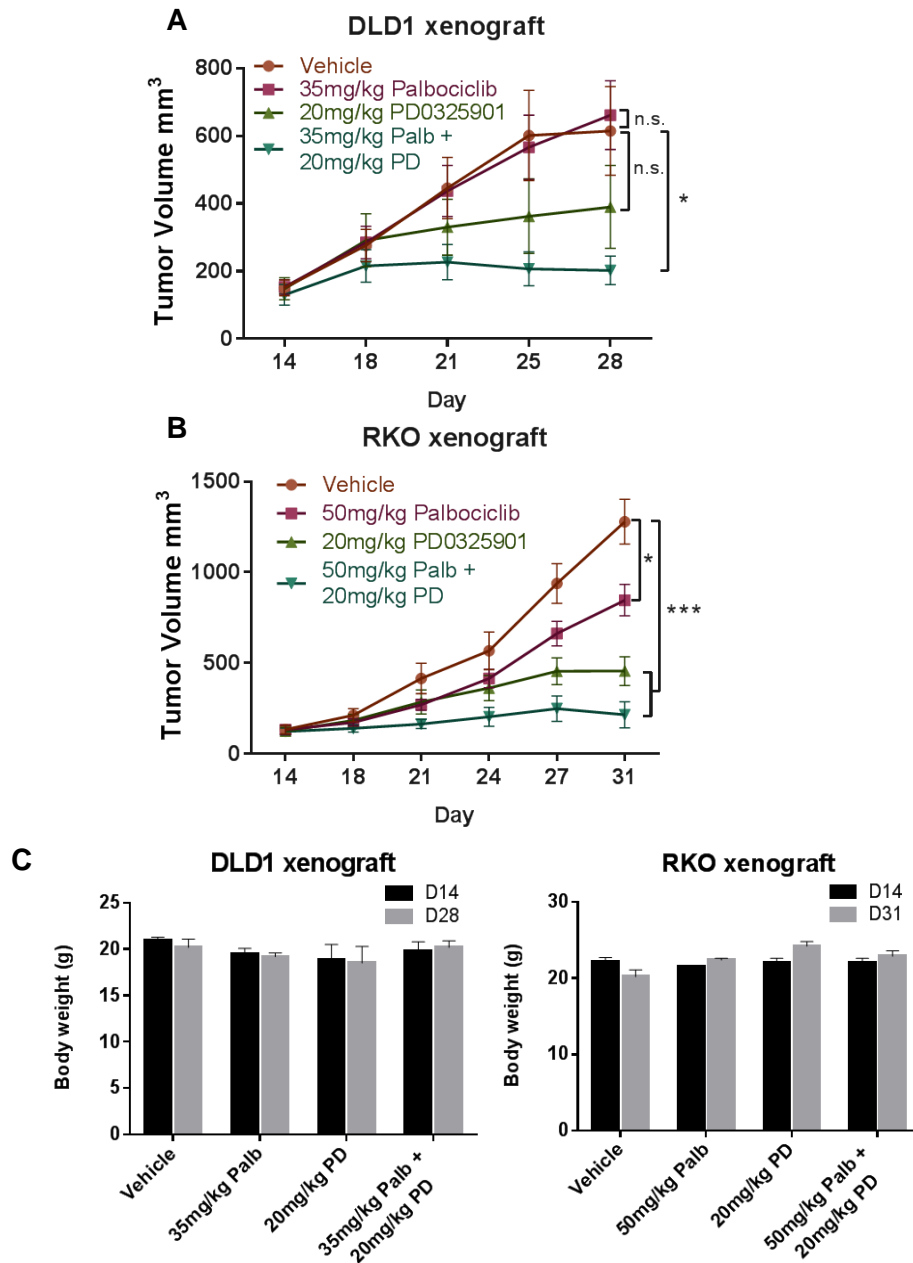 A
DLD1 xenograft
Tumor Volume mm³
800
600
400
200
0
Vehicle
35mg/kg Palbociclib
20mg/kg PD0325901
35mg/kg Palb +
20mg/kg PD
n.s.
n.s.
*
14 18 21 25 28
Day
B
RKO xenograft
Tumor Volume mm³
1500
1000
500
0
Vehicle
50mg/kg Palbociclib
20mg/kg PD0325901
50mg/kg Palb +
20mg/kg PD
*
***
14 18 21 24 27 31
Day
C
DLD1 xenograft
D14
D28
Body weight (g)
25
20
15
10
5
0
Vehicle
35mg/kg Palb
20mg/kg PD
35mg/kg Palb +
20mg/kg PD
RKO xenograft
D14
D31
Body weight (g)
30
20
10
0
Vehicle
50mg/kg Palb
20mg/kg PD
50mg/kg Palb +
20mg/kg PD